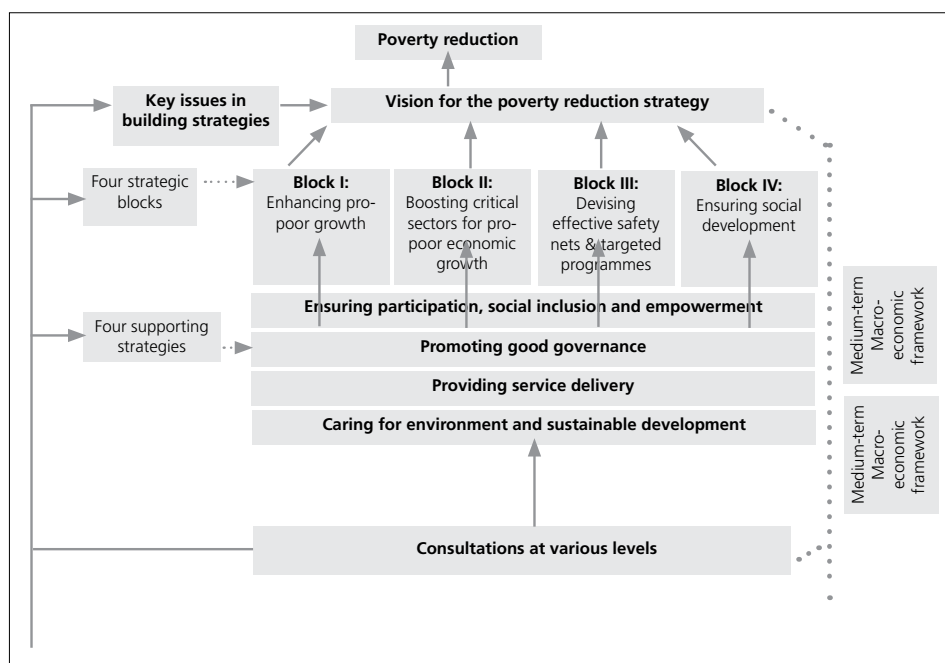 Poverty reduction
Key issues in
building strategies
Vision for the poverty reduction strategy
Four strategic
blocks
Block I:
Enhancing pro-
poor growth
Block II:
Boosting critical
sectors for pro-
poor economic
growth
Block III:
Devising
effective safety
nets & targeted
programmes
Block IV:
Ensuring social
development
Ensuring participation, social inclusion and empowerment
Four supporting
strategies
Promoting good governance
Providing service delivery
Caring for environment and sustainable development
Consultations at various levels
Medium-term
Macro-
economic
framework
Medium-term
Macro-
economic
framework